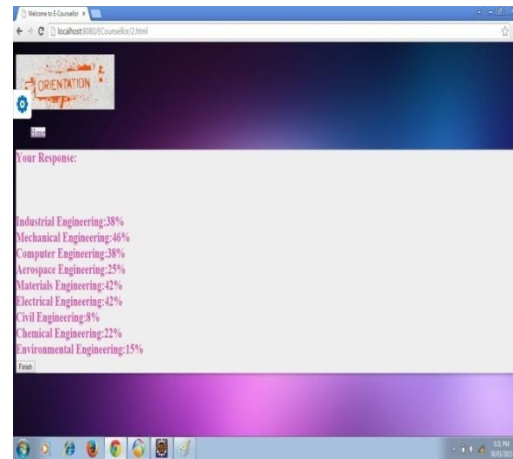 Welcome to E-Counsellor
localhost:8080/ECounsellor/2.html
ORIENTATION
Home
Your Response:
Industrial Engineering:38%
Mechanical Engineering:46%
Computer Engineering:38%
Aerospace Engineering:25%
Materials Engineering:42%
Electrical Engineering:42%
Civil Engineering:8%
Chemical Engineering:22%
Environmental Engineering:15%
Finish